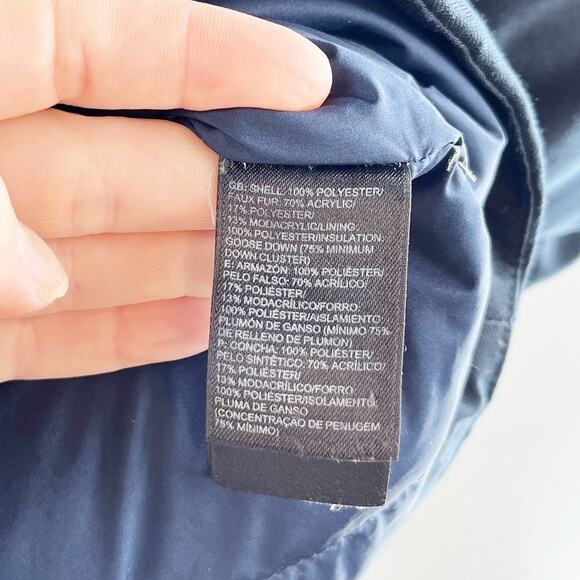 GB: SHELL: 100% POLYESTER/
FAUX FUR: 70% ACRYLIC/
17% POLYESTER/
13% MODACRYLIC/LINING:
100% POLYESTER/INSULATION:
GOOSE DOWN (75% MINIMUM
DOWN CLUSTER)
E: ARMAZÓN: 100% POLIÉSTER/
PELO FALSO: 70% ACRÍLICO/
17% POLIÉSTER/
13% MODACRÍLICO/FORRO:
100% POLIÉSTER/AISLAMIENTO:
PLUMÓN DE GANSO (MÍNIMO 75%
DE RELLENO DE PLUMÓN)
P: CONCHA: 100% POLIÉSTER/
PELO SINTÉTICO: 70% ACRÍLICO/
17% POLIÉSTER/
13% MODACRÍLICO/FORRO:
100% POLIÉSTER/ISOLAMENTO:
PLUMA DE GANSO
(CONCENTRAÇÃO DE PENUGEM
75% MÍNIMO)